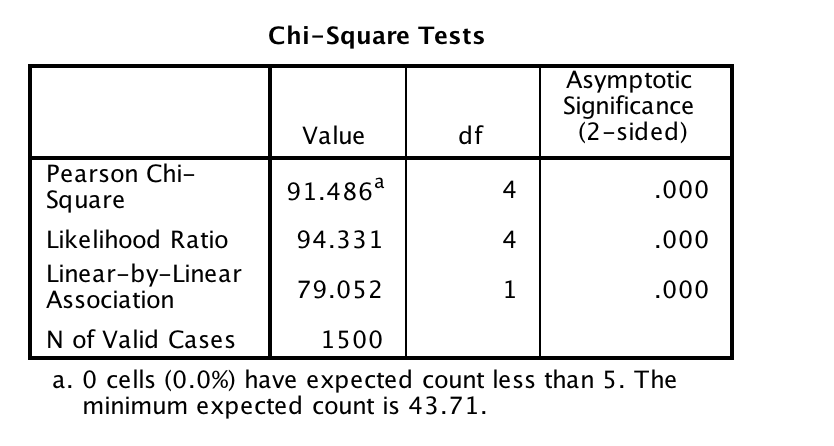 Chi-Square Tests
Value df Asymptotic Significance (2-sided)
Pearson Chi-Square 91.486a 4 .000
Likelihood Ratio 94.331 4 .000
Linear-by-Linear Association 79.052 1 .000
N of Valid Cases 1500
a. 0 cells (0.0%) have expected count less than 5. The
minimum expected count is 43.71.